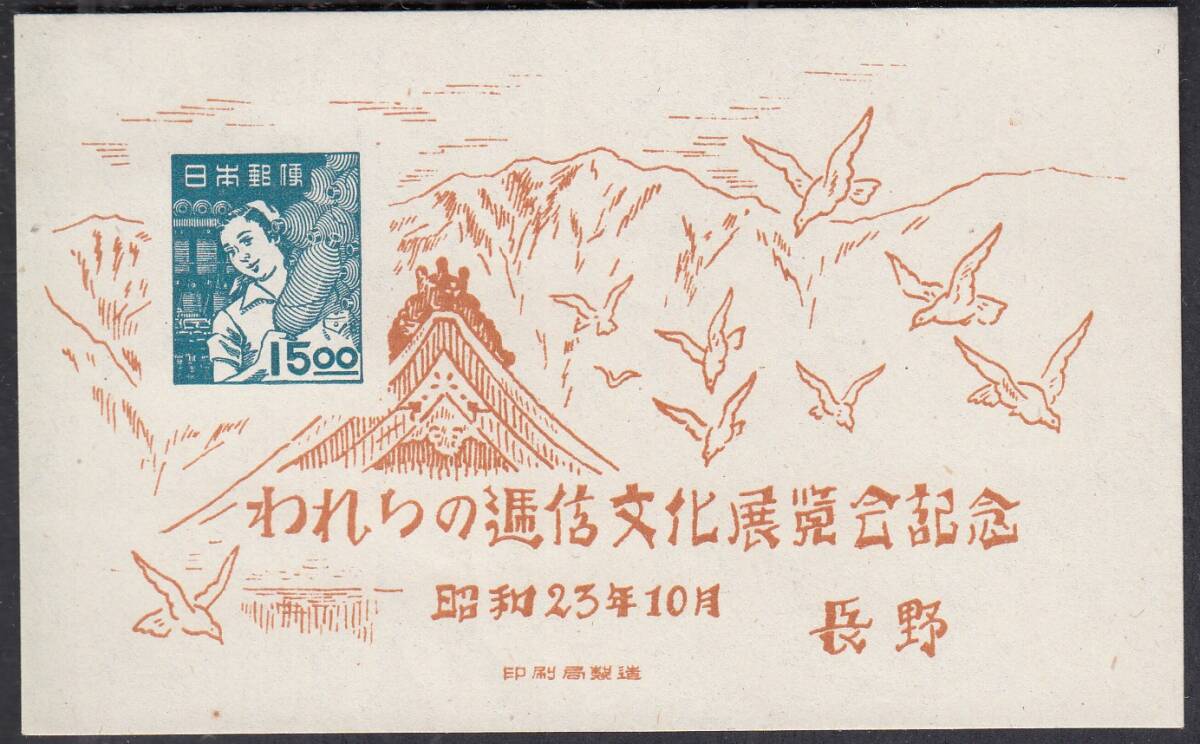 日本郵便
15.00
われらの逓信文化展覧会記念
昭和23年10月
長野
印刷局製造